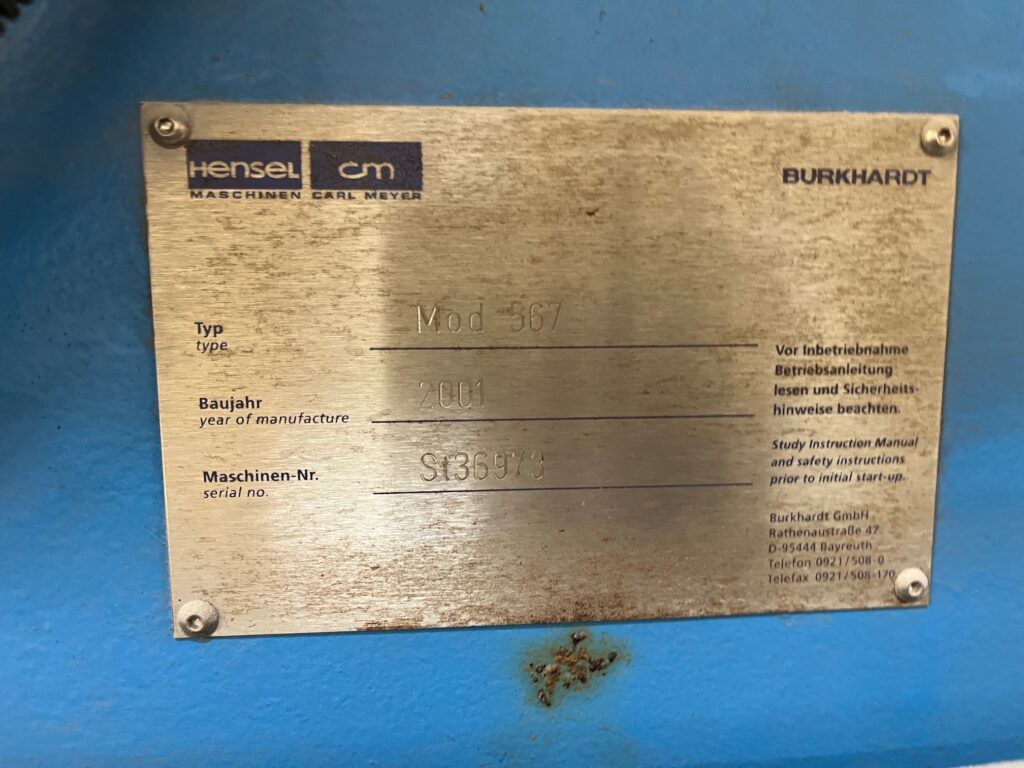 HENSEL cm
MASCHINEN CARL MEYER
BURKHARDT
Typ
type
Mod 567
Baujahr
year of manufacture
2001
Maschinen-Nr.
serial no.
St36973
Vor Inbetriebnahme
Betriebsanleitung
lesen und Sicherheits-
hinweise beachten.
Study Instruction Manual
and safety instructions
prior to initial start-up.
Burkhardt GmbH
Rathenaustraße 47
D-95444 Bayreuth
Telefon 0921/508-0
Telefax 0921/508-170